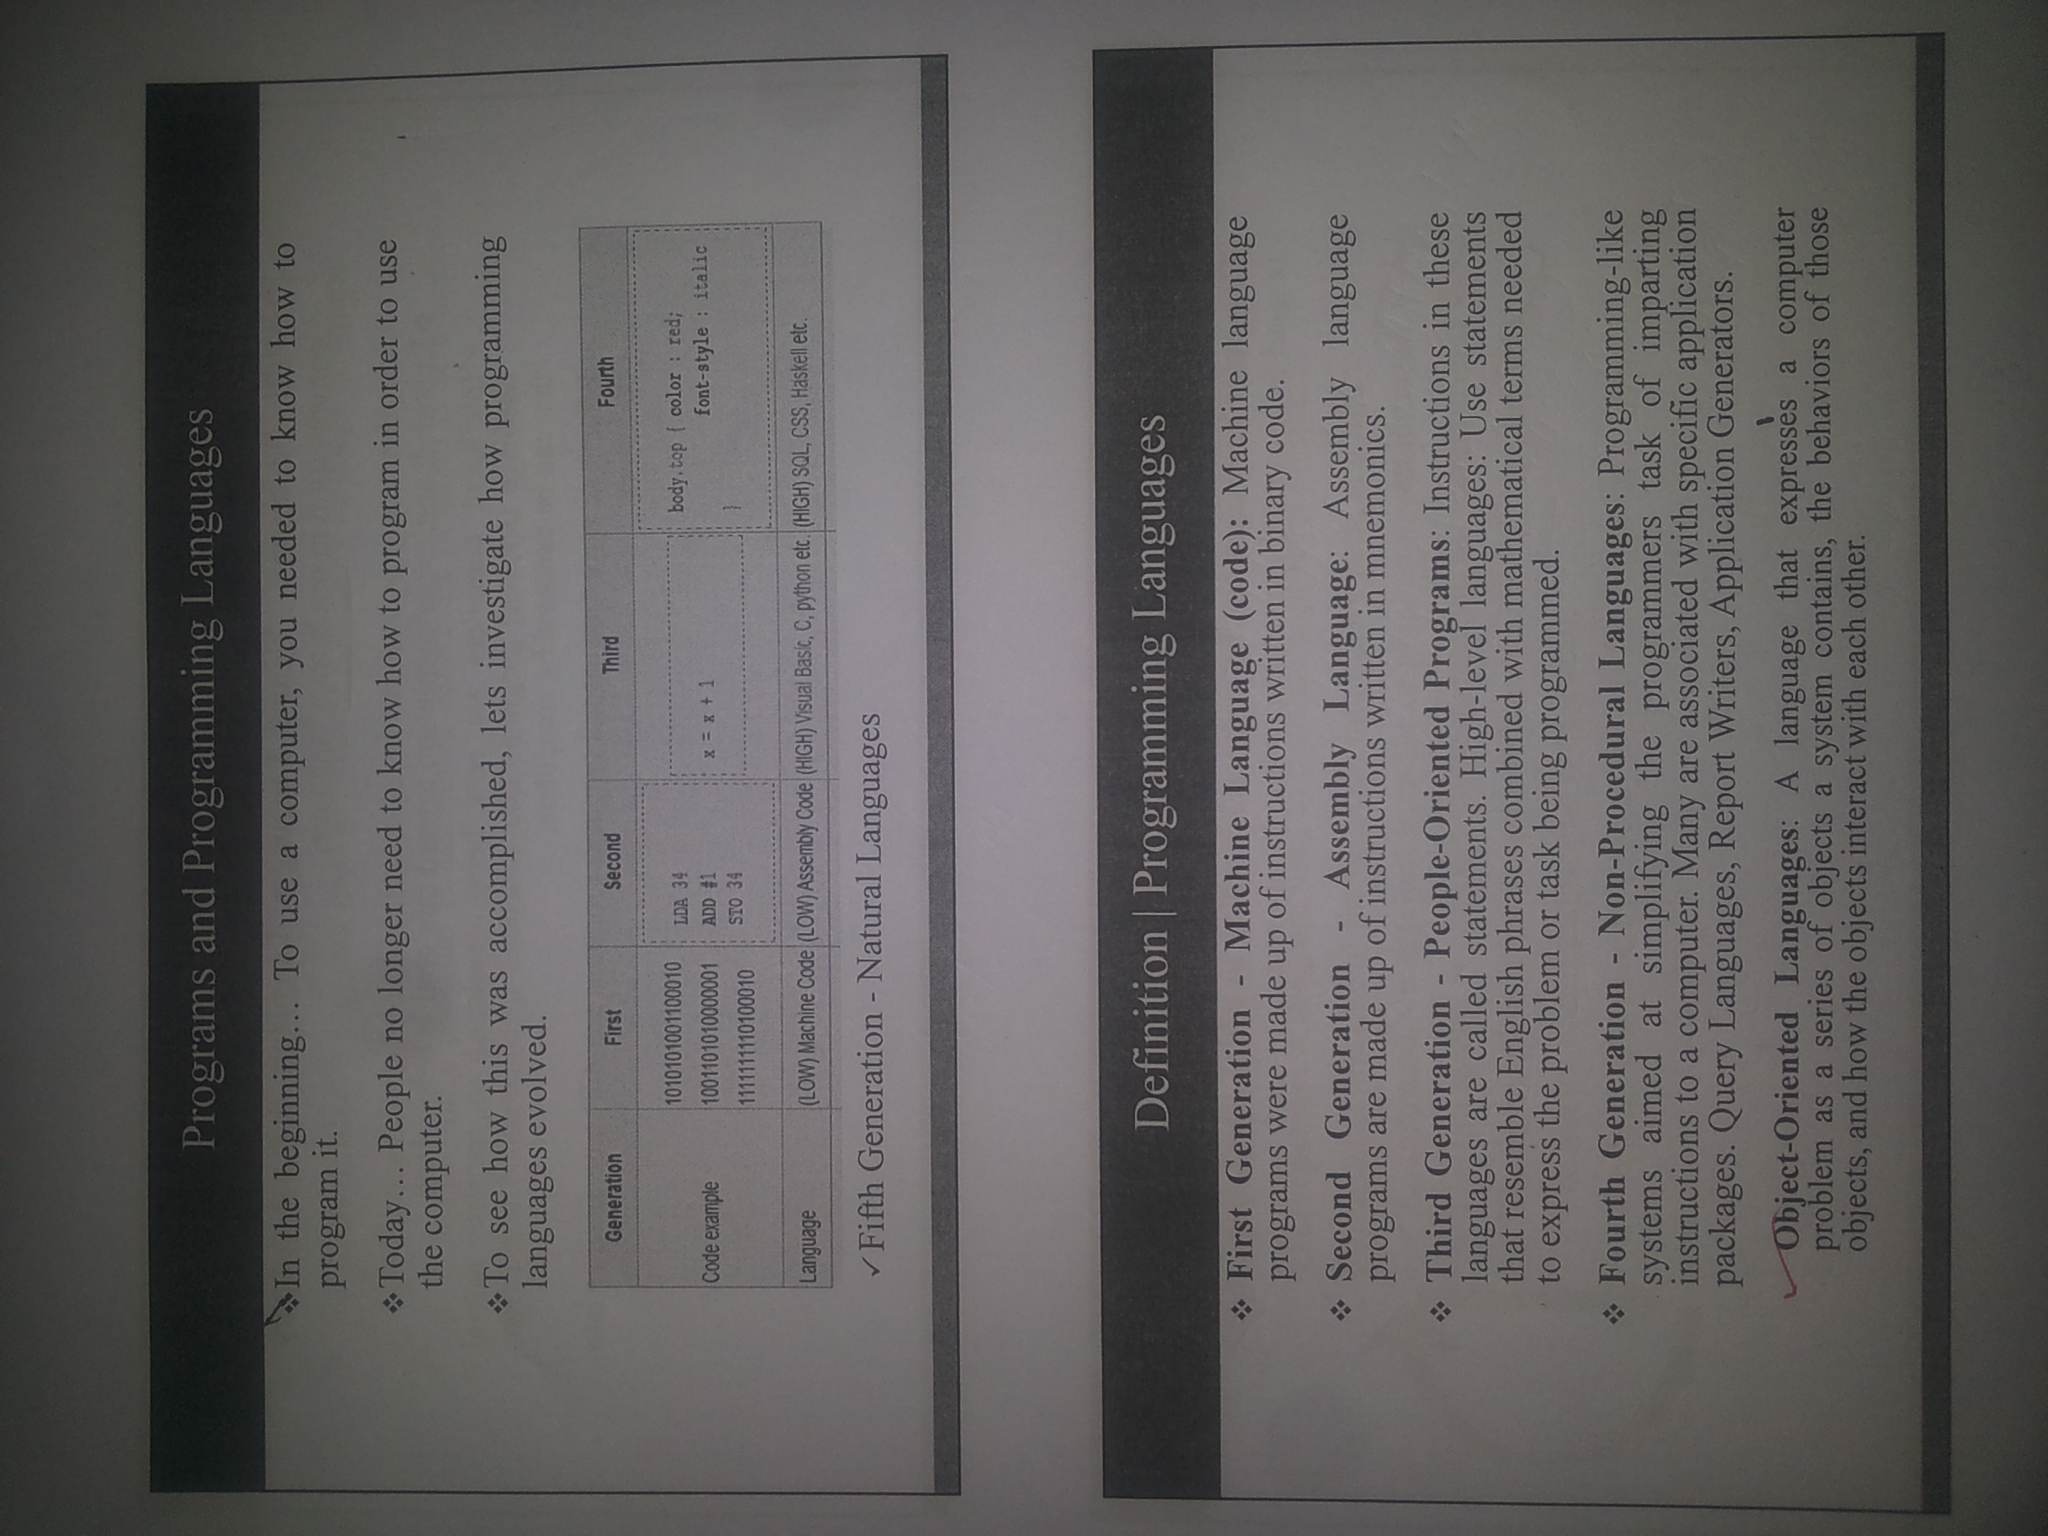 Programs and Programming Languages
❖In the beginning… To use a computer, you needed to know how to
program it.
❖Today… People no longer need to know how to program in order to use
the computer.
❖To see how this was accomplished, lets investigate how programming
languages evolved.
Generation First Second Third Fourth
Code example
1010101001100010
1001101010000001
1111111110100010
LDA 34
ADD #1
STO 34
x = x + 1
body.top { color : red;
font-style : italic
}
Language (LOW) Machine Code (LOW) Assembly Code (HIGH) Visual Basic, C, python etc. (HIGH) SQL, CSS, Haskell etc.
✓Fifth Generation - Natural Languages
Definition | Programming Languages
❖ First Generation - Machine Language (code): Machine language
programs were made up of instructions written in binary code.
❖ Second Generation - Assembly Language: Assembly language
programs are made up of instructions written in mnemonics.
❖ Third Generation - People-Oriented Programs: Instructions in these
languages are called statements. High-level languages: Use statements
that resemble English phrases combined with mathematical terms needed
to express the problem or task being programmed.
❖ Fourth Generation - Non-Procedural Languages: Programming-like
systems aimed at simplifying the programmers task of imparting
instructions to a computer. Many are associated with specific application
packages. Query Languages, Report Writers, Application Generators.
Object-Oriented Languages: A language that expresses a computer
problem as a series of objects a system contains, the behaviors of those
objects, and how the objects interact with each other.